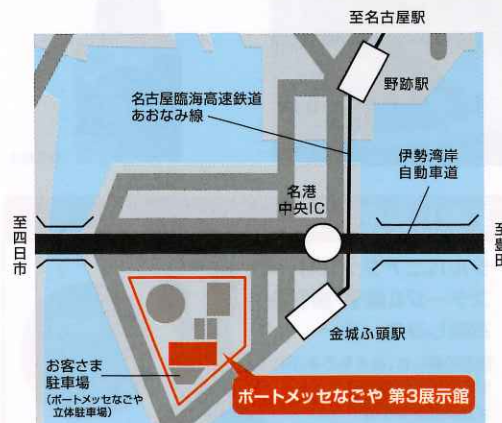 至名古屋駅
野跡駅
名古屋臨海高速鉄道
あおなみ線
伊勢湾岸
自動車道
名港
中央IC
至四日市
至豊田
金城ふ頭駅
お客さま
駐車場
(ポートメッセなごや
立体駐車場)
ポートメッセなごや 第3展示館